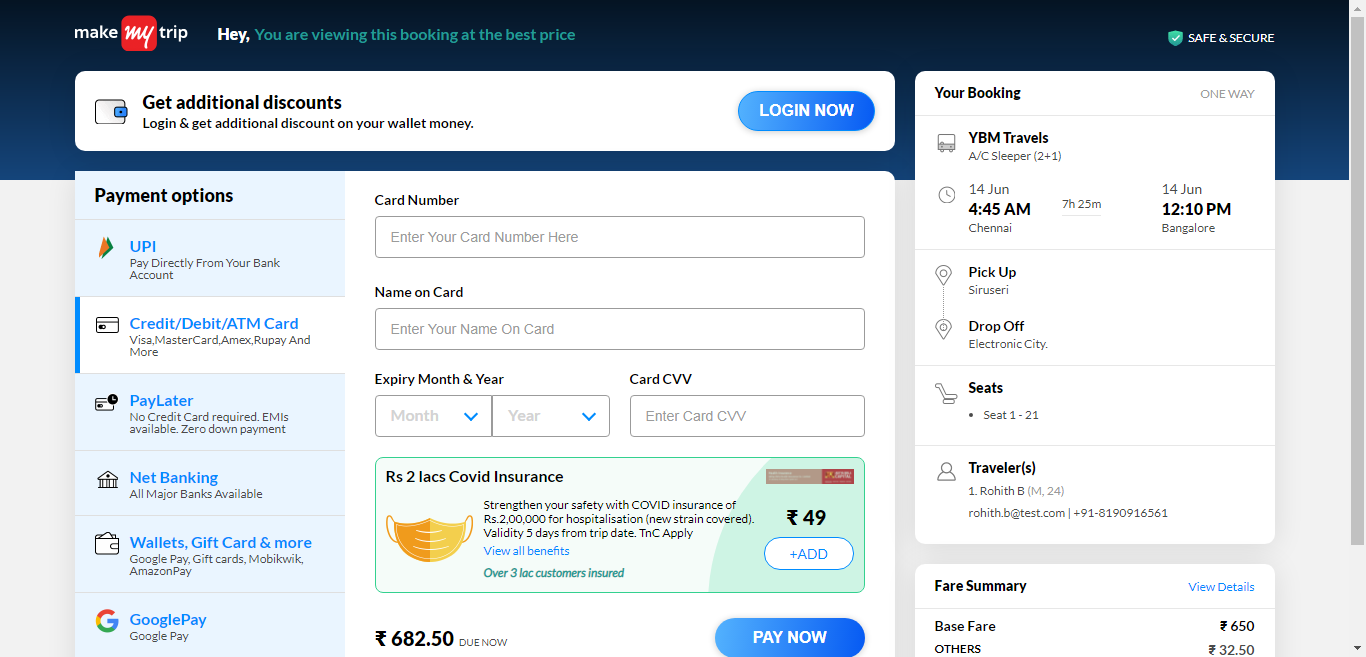 make my trip
Hey, You are viewing this booking at the best price
SAFE & SECURE
Get additional discounts
Login & get additional discount on your wallet money.
LOGIN NOW
Payment options
UPI
Pay Directly From Your Bank
Account
Credit/Debit/ATM Card
Visa,MasterCard,Amex,Rupay And
More
PayLater
No Credit Card required. EMIs
available. Zero down payment
Net Banking
All Major Banks Available
Wallets, Gift Card & more
Google Pay, Gift cards, Mobikwik,
AmazonPay
GooglePay
Google Pay
Card Number
Enter Your Card Number Here
Name on Card
Enter Your Name On Card
Expiry Month & Year
Card CVV
Month
Year
Enter Card CVV
Rs 2 lacs Covid Insurance
Strengthen your safety with COVID insurance of
Rs.2,00,000 for hospitalisation (new strain covered).
Validity 5 days from trip date. TnC Apply
View all benefits
Over 3 lac customers insured
₹ 49
+ADD
₹ 682.50 DUE NOW
PAY NOW
Your Booking
ONE WAY
YBM Travels
A/C Sleeper (2+1)
14 Jun
4:45 AM
Chennai
7h 25m
14 Jun
12:10 PM
Bangalore
Pick Up
Siruseri
Drop Off
Electronic City.
Seats
• Seat 1 - 21
Traveler(s)
1. Rohith B (M, 24)
rohith.b@test.com | +91-8190916561
Fare Summary
View Details
Base Fare
₹ 650
OTHERS
₹ 32.50